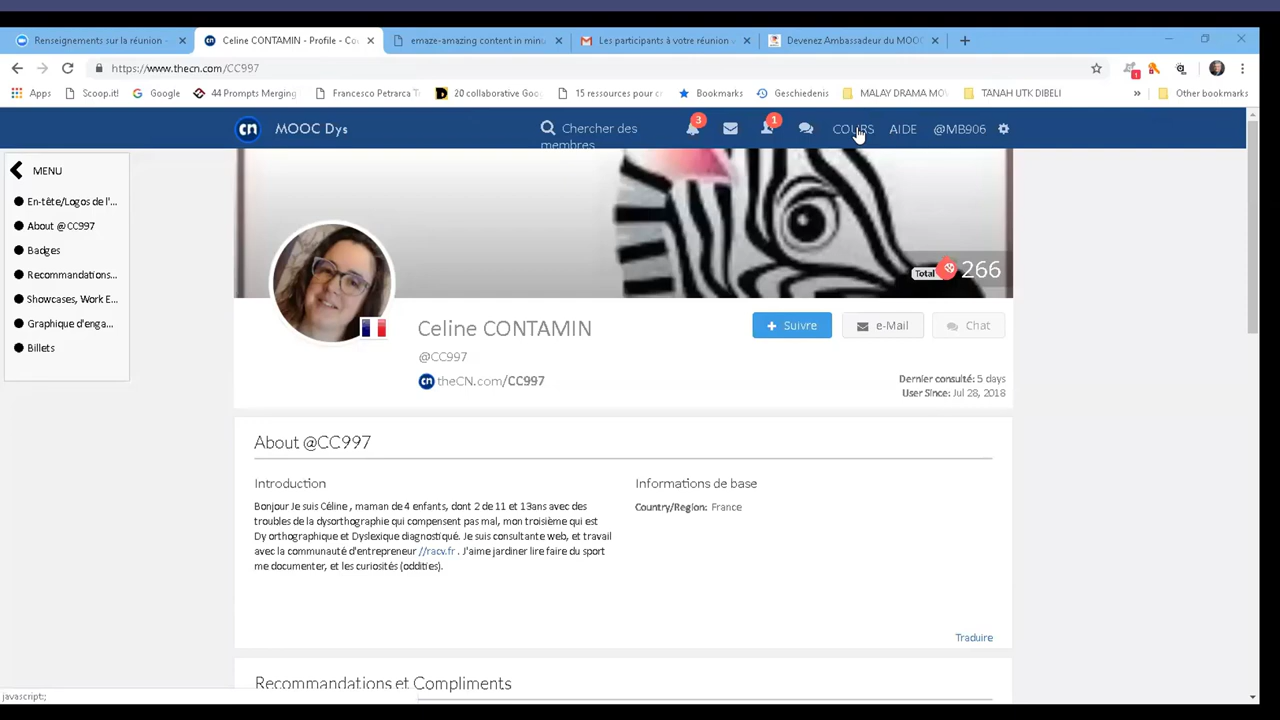 Renseignements sur la réunion -
Celine CONTAMIN - Profile - Co
emaze-amazing content in minu
Les participants à votre réunion v
Devenez Ambassadeur du MOOC
https://www.thecn.com/CC997
1
Apps
Scoop.it!
Google
44 Prompts Merging
Francesco Petrarca T
20 collaborative Goo
15 ressources pour cr
Bookmarks
Geschiedenis
MALAY DRAMA MOV
TANAH UTK DIBELI
»
Other bookmarks
cn
MOOC Dys
Chercher des
membres
3
1
COURS
AIDE
@MB906
MENU
En-tête/Logos de l'...
About @CC997
Badges
Recommandations...
Showcases, Work E...
Graphique d'enga...
Billets
Total
266
Celine CONTAMIN
@CC997
cn theCN.com/CC997
Suivre
e-Mail
Chat
Dernier consulté: 5 days
User Since: Jul 28, 2018
About @CC997
Introduction
Bonjour Je suis Céline , maman de 4 enfants, dont 2 de 11 et 13ans avec des
troubles de la dysorthographie qui compensent pas mal, mon troisième qui est
Dy orthographique et Dyslexique diagnostiqué. Je suis consultante web, et travail
avec la communauté d'entrepreneur //racv.fr . J'aime jardiner lire faire du sport
me documenter, et les curiosités (oddities).
Informations de base
Country/Region: France
Traduire
Recommandations et Compliments
javascript:;